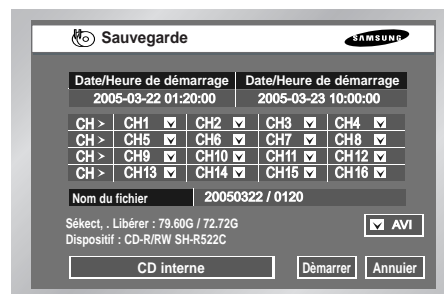 Sauvegarde SAMSUNG
Date/Heure de démarrage Date/Heure de démarrage
2005-03-22 01:20:00 2005-03-23 10:00:00
CH > CH1 CH2 CH3 CH4
CH > CH5 CH6 CH7 CH8
CH > CH9 CH10 CH11 CH12
CH > CH13 CH14 CH15 CH16
Nom du fichier 20050322 / 0120
Sékect, . Libérer : 79.60G / 72.72G
AVI
Dispositif : CD-R/RW SH-R522C
CD interne Dèmarrer Annuier